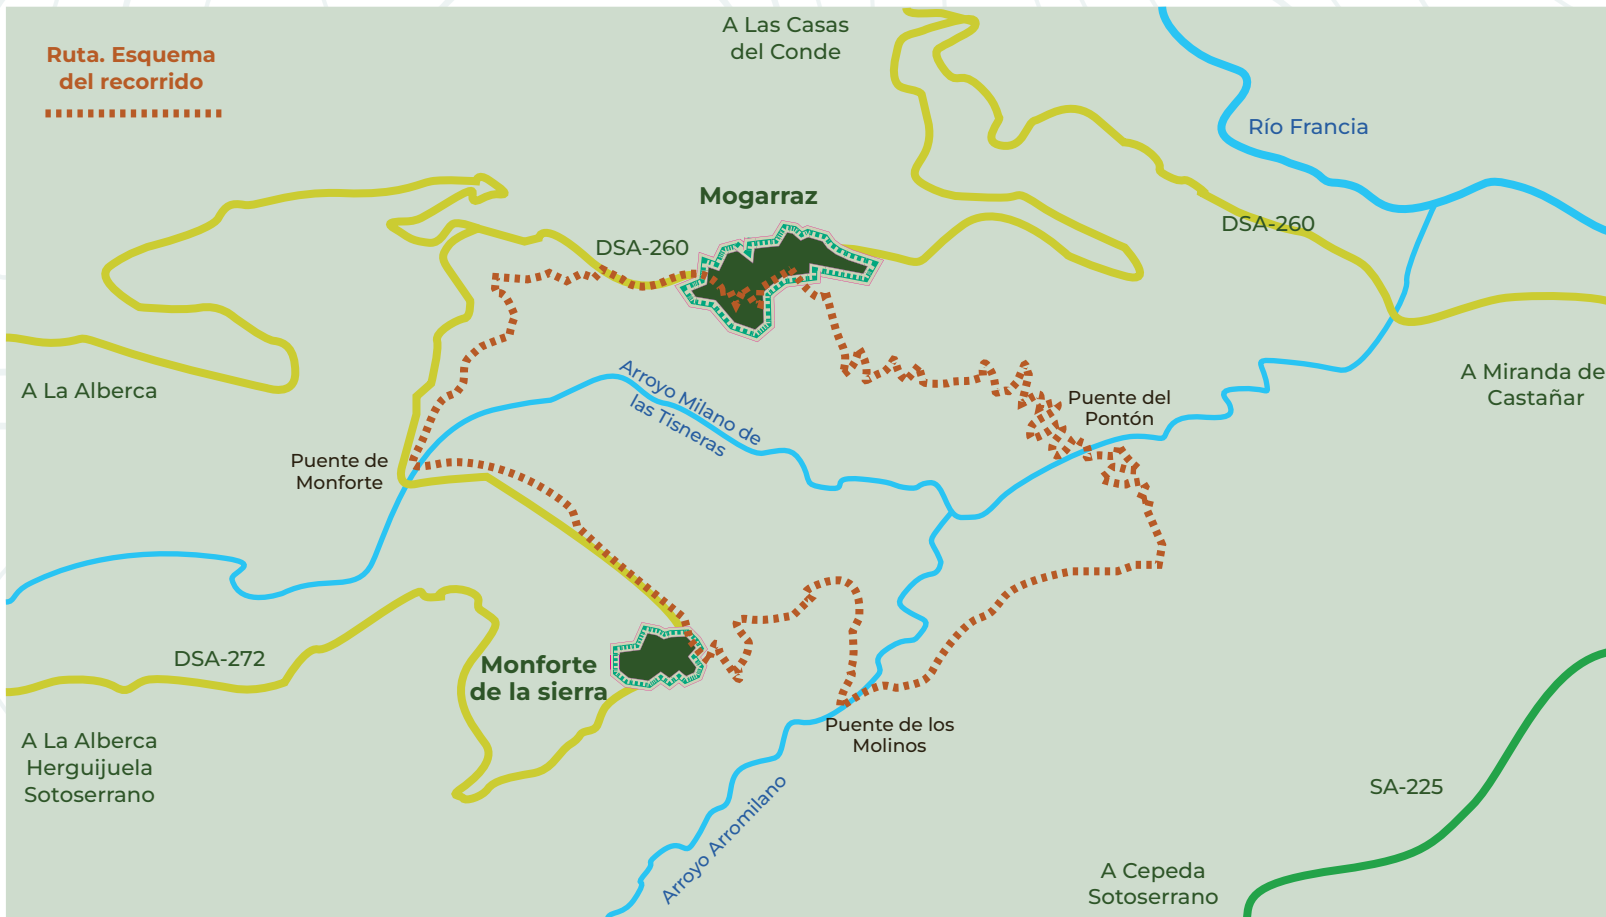 Ruta. Esquema
del recorrido
A Las Casas
del Conde
Río Francia
Mogarraz
DSA-260
DSA-260
A La Alberca
Arroyo Milano de
las Tisneras
A Miranda de
Castañar
Puente del
Pontón
Puente de
Monforte
DSA-272
Monforte
de la sierra
Puente de los
Molinos
A La Alberca
Herguijuela
Sotoserrano
Arroyo Arromilano
SA-225
A Cepeda
Sotoserrano